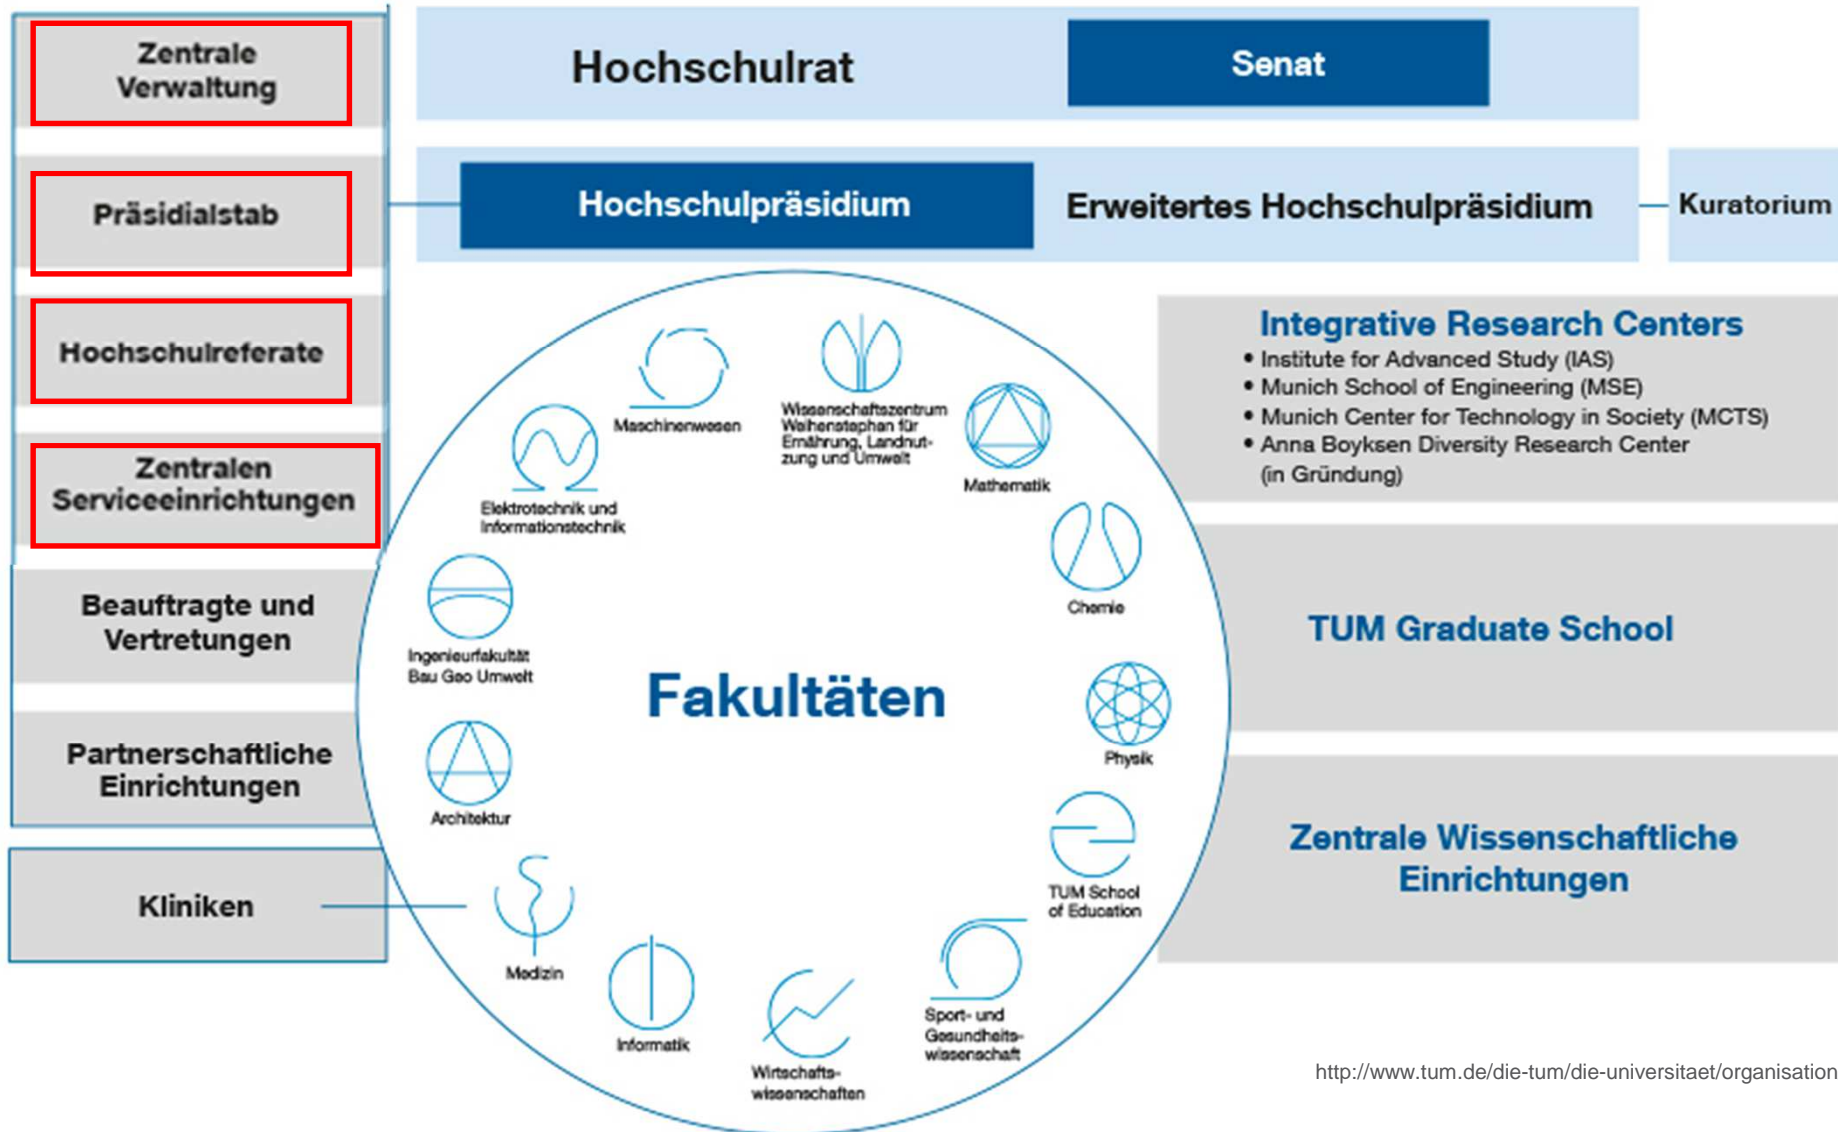 Zentrale
Verwaltung
Hochschulrat
Senat
Präsidialstab
Hochschulpräsidium
Erweitertes Hochschulpräsidium
Kuratorium
Hochschulreferate
Zentralen
Serviceeinrichtungen
Beauftragte und
Vertretungen
Partnerschaftliche
Einrichtungen
Kliniken
Fakultäten
Wissenschaftszentrum
Weihenstephan für
Ernährung, Landnut-
zung und Umwelt
Mathematik
Chemie
Physik
TUM School
of Education
Sport- und
Gesundheits-
wissenschaft
Wirtschafts-
wissenschaften
Informatik
Medizin
Architektur
Ingenieurfakultät
Bau Geo Umwelt
Elektrotechnik und
Informationstechnik
Maschinenwesen
Integrative Research Centers
• Institute for Advanced Study (IAS)
• Munich School of Engineering (MSE)
• Munich Center for Technology in Society (MCTS)
• Anna Boyksen Diversity Research Center
(in Gründung)
TUM Graduate School
Zentrale Wissenschaftliche
Einrichtungen
http://www.tum.de/die-tum/die-universitaet/organisation